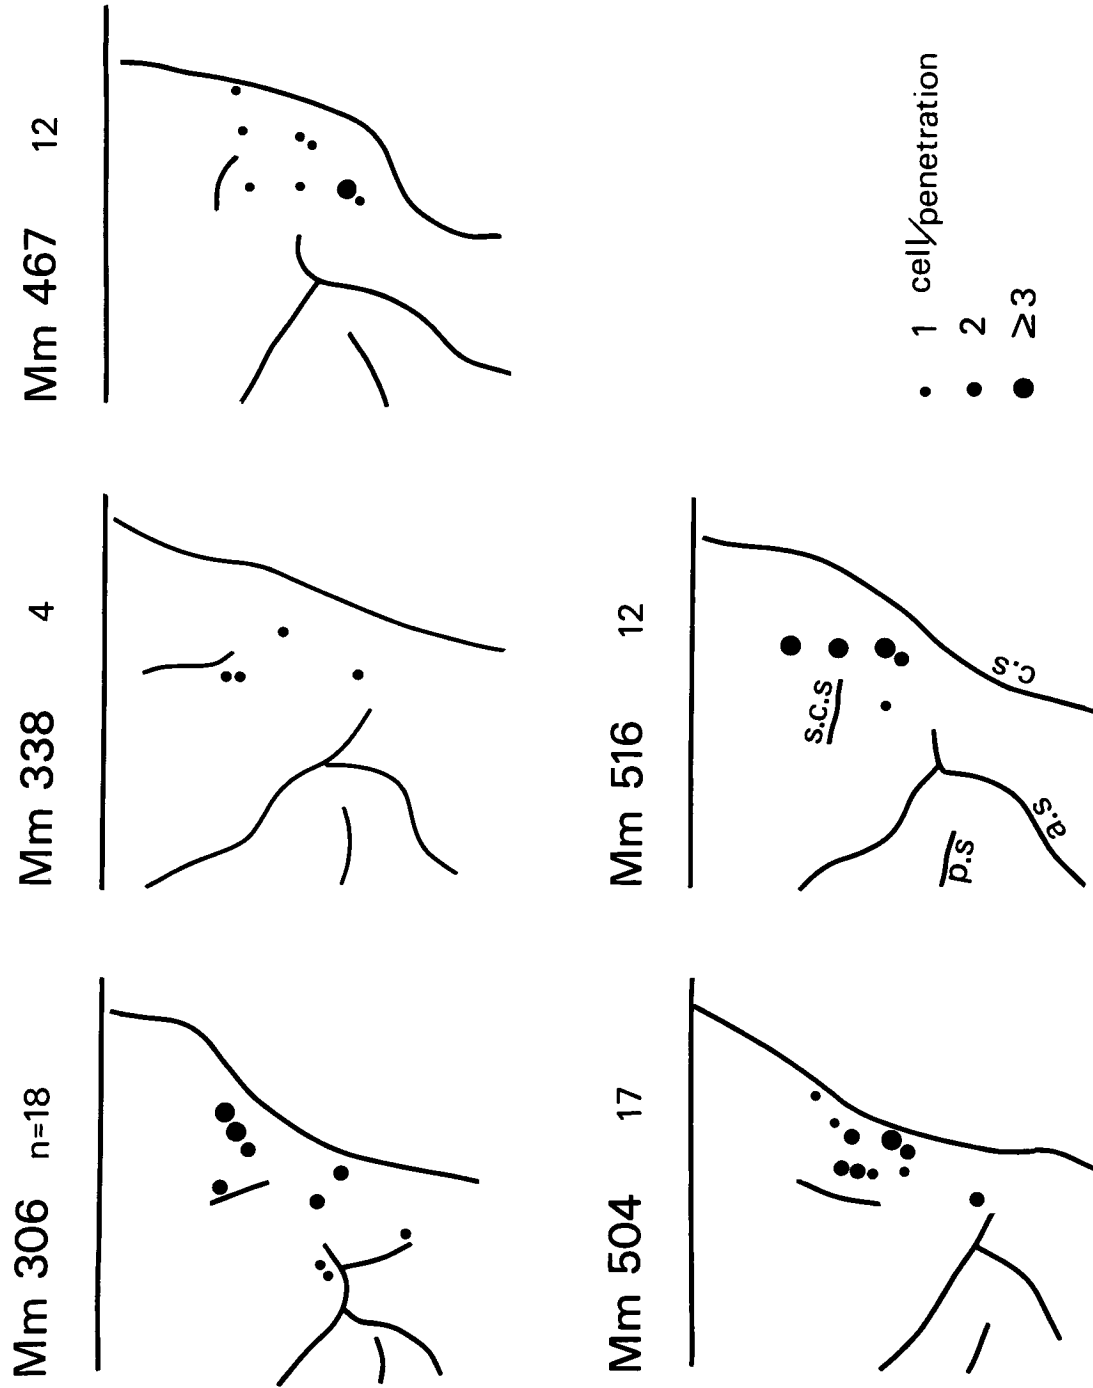 Mm 306 n=18
Mm 338 4
Mm 467 12
Mm 504 17
Mm 516 12
s.c.s
p.s
a.s
c.s
1 cell/penetration
2
≥3